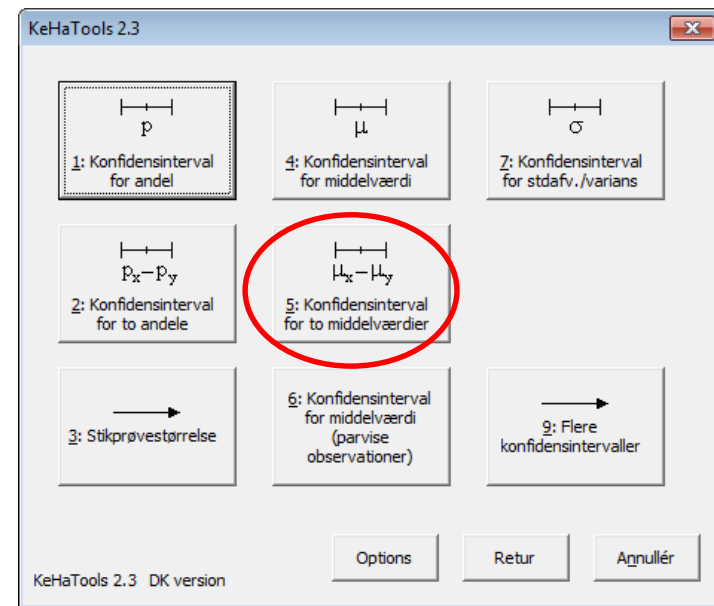 KeHaTools 2.3
p
1: Konfidensinterval
for andel
μ
4: Konfidensinterval
for middelværdi
σ
7: Konfidensinterval
for stdafv./varians
px−py
2: Konfidensinterval
for to andele
μx−μy
5: Konfidensinterval
for to middelværdier
3: Stikprøvestørrelse
6: Konfidensinterval
for middelværdi
(parvise
observationer)
9: Flere
konfidensintervaller
Options
Retur
Annullér
KeHaTools 2.3 DK version